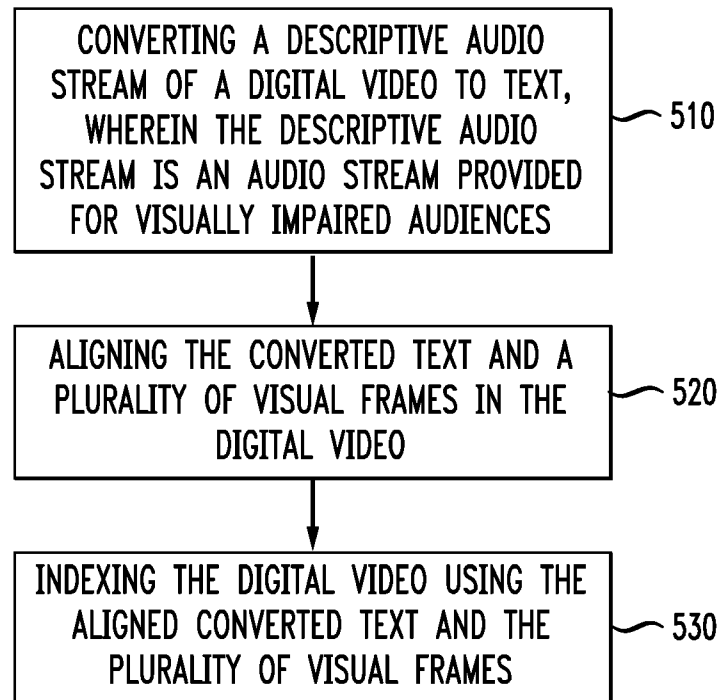 CONVERTING A DESCRIPTIVE AUDIO
STREAM OF A DIGITAL VIDEO TO TEXT,
WHEREIN THE DESCRIPTIVE AUDIO
STREAM IS AN AUDIO STREAM PROVIDED
FOR VISUALLY IMPAIRED AUDIENCES
510
ALIGNING THE CONVERTED TEXT AND A
PLURALITY OF VISUAL FRAMES IN THE
DIGITAL VIDEO
520
INDEXING THE DIGITAL VIDEO USING THE
ALIGNED CONVERTED TEXT AND THE
PLURALITY OF VISUAL FRAMES
530